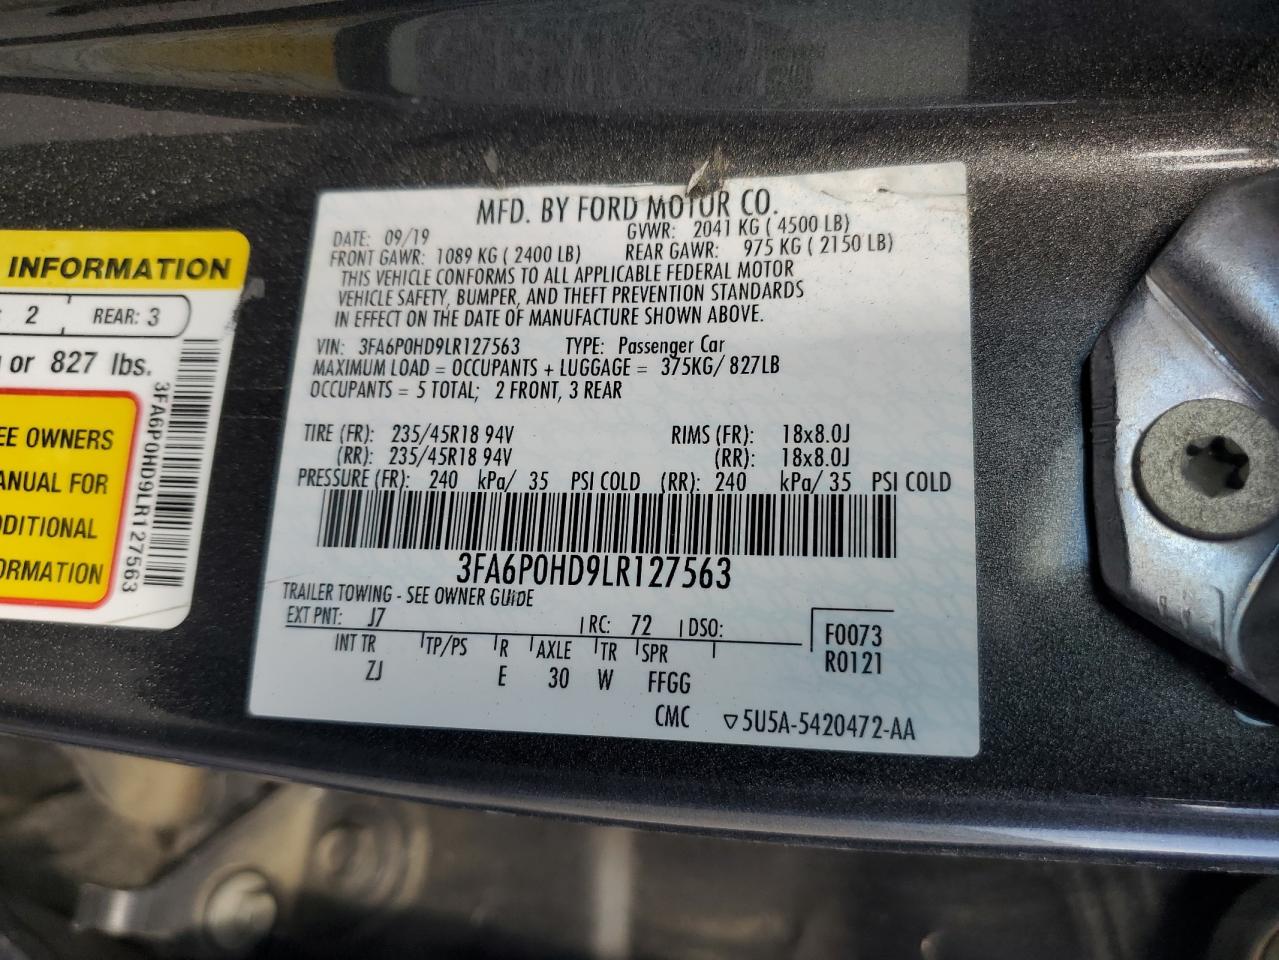 INFORMATION
2 REAR: 3
or 827 lbs.
EE OWNERS
ANUAL FOR
DDITIONAL
ORMATION
3FA6P0HD9LR127563
MFD. BY FORD MOTOR CO.
DATE: 09/19 GVWR: 2041 KG ( 4500 LB)
FRONT GAWR: 1089 KG ( 2400 LB) REAR GAWR: 975 KG ( 2150 LB)
THIS VEHICLE CONFORMS TO ALL APPLICABLE FEDERAL MOTOR
VEHICLE SAFETY, BUMPER, AND THEFT PREVENTION STANDARDS
IN EFFECT ON THE DATE OF MANUFACTURE SHOWN ABOVE.
VIN: 3FA6P0HD9LR127563 TYPE: Passenger Car
MAXIMUM LOAD = OCCUPANTS + LUGGAGE = 375KG/ 827LB
OCCUPANTS = 5 TOTAL; 2 FRONT, 3 REAR
TIRE (FR): 235/45R18 94V RIMS (FR): 18x8.0J
(RR): 235/45R18 94V (RR): 18x8.0J
PRESSURE (FR): 240 kPa/ 35 PSI COLD (RR): 240 kPa/ 35 PSI COLD
3FA6P0HD9LR127563
TRAILER TOWING - SEE OWNER GUIDE
EXT PNT: J7 RC: 72 DSO: F0073
INT TR TP/PS R AXLE TR SPR R0121
ZJ E 30 W FFGG
CMC ▽5U5A-5420472-AA